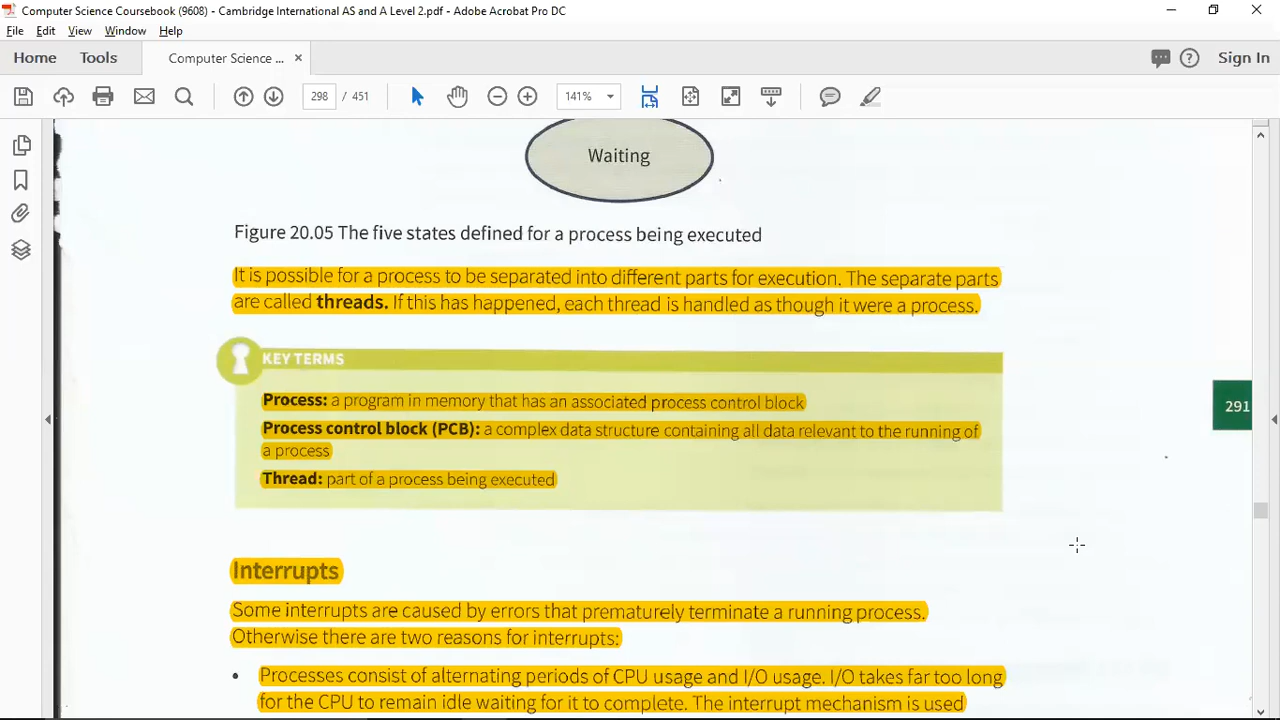 Computer Science Coursebook (9608) - Cambridge International AS and A Level 2.pdf - Adobe Acrobat Pro DC
File Edit View Window Help
Home Tools Computer Science ... × Sign In
298 / 451 141%
Waiting
Figure 20.05 The five states defined for a process being executed
It is possible for a process to be separated into different parts for execution. The separate parts
are called threads. If this has happened, each thread is handled as though it were a process.
KEY TERMS
Process: a program in memory that has an associated process control block
Process control block (PCB): a complex data structure containing all data relevant to the running of
a process
Thread: part of a process being executed
291
Interrupts
Some interrupts are caused by errors that prematurely terminate a running process.
Otherwise there are two reasons for interrupts:
• Processes consist of alternating periods of CPU usage and I/O usage. I/O takes far too long
for the CPU to remain idle waiting for it to complete. The interrupt mechanism is used